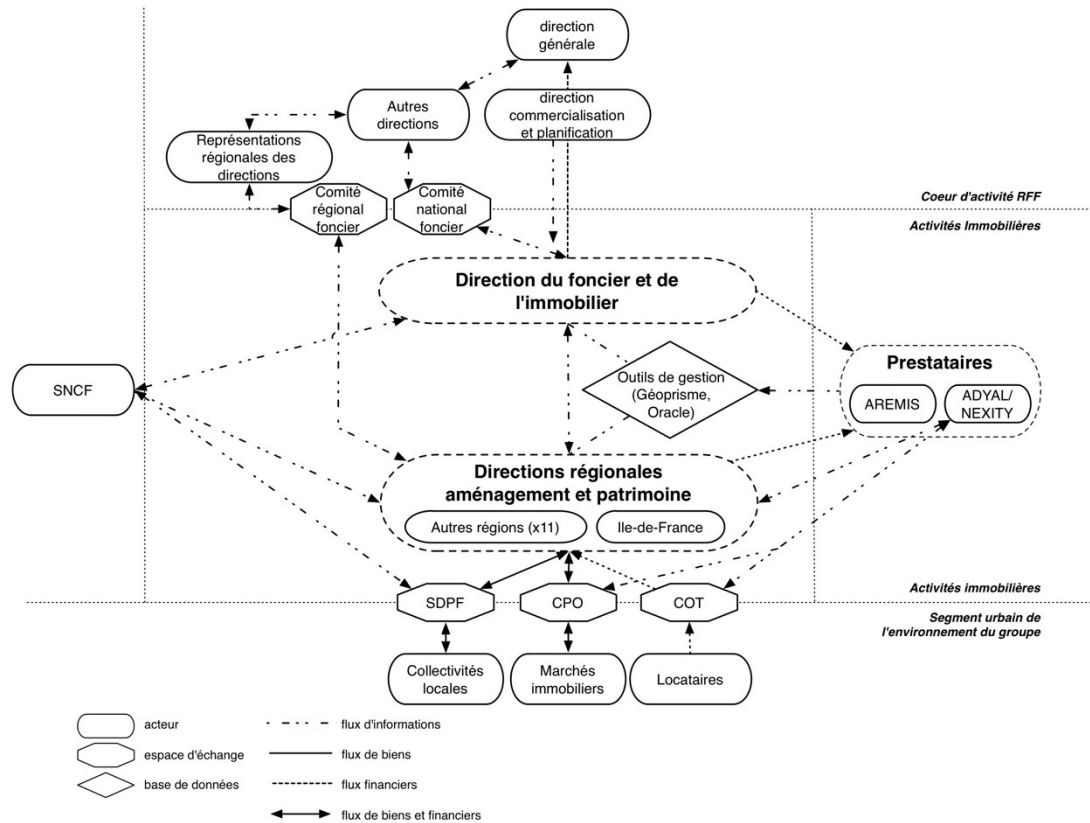 direction
générale
Autres
directions
direction
commercialisation
et planification
Représentations
régionales des
directions
Comité
régional
foncier
Comité
national
foncier
Coeur d'activité RFF
Activités Immobilières
Direction du foncier et de
l'immobilier
SNCF
Outils de gestion
(Géoprisme,
Oracle)
Prestataires
AREMIS
ADYAL/
NEXITY
Directions régionales
aménagement et patrimoine
Autres régions (x11)
Ile-de-France
Activités immobilières
SDPF
CPO
COT
Segment urbain de
l'environement du groupe
Collectivités
locales
Marchés
immobiliers
Locataires
acteur
espace d'échange
base de données
flux d'informations
flux de biens
flux financiers
flux de biens et financiers